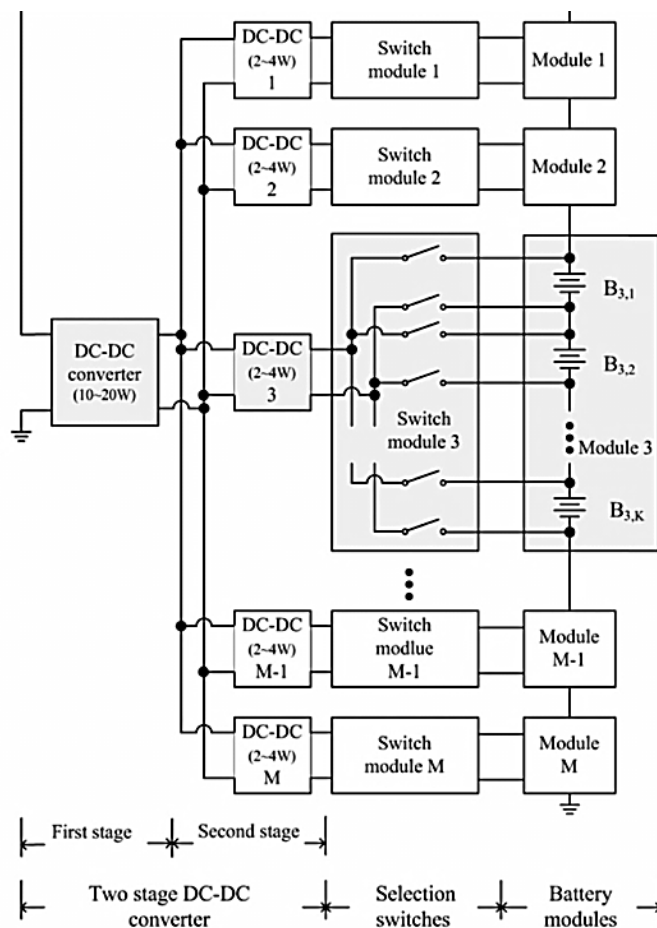 DC-DC
(2~4W)
1
Switch
module 1
Module 1
DC-DC
(2~4W)
2
Switch
module 2
Module 2
DC-DC
converter
(10~20W)
DC-DC
(2~4W)
3
Switch
module 3
B3,1
B3,2
Module 3
B3,K
DC-DC
(2~4W)
M-1
Switch
modlue
M-1
Module
M-1
DC-DC
(2~4W)
M
Switch
module M
Module
M
First stage
Second stage
Two stage DC-DC
converter
Selection
switches
Battery
modules